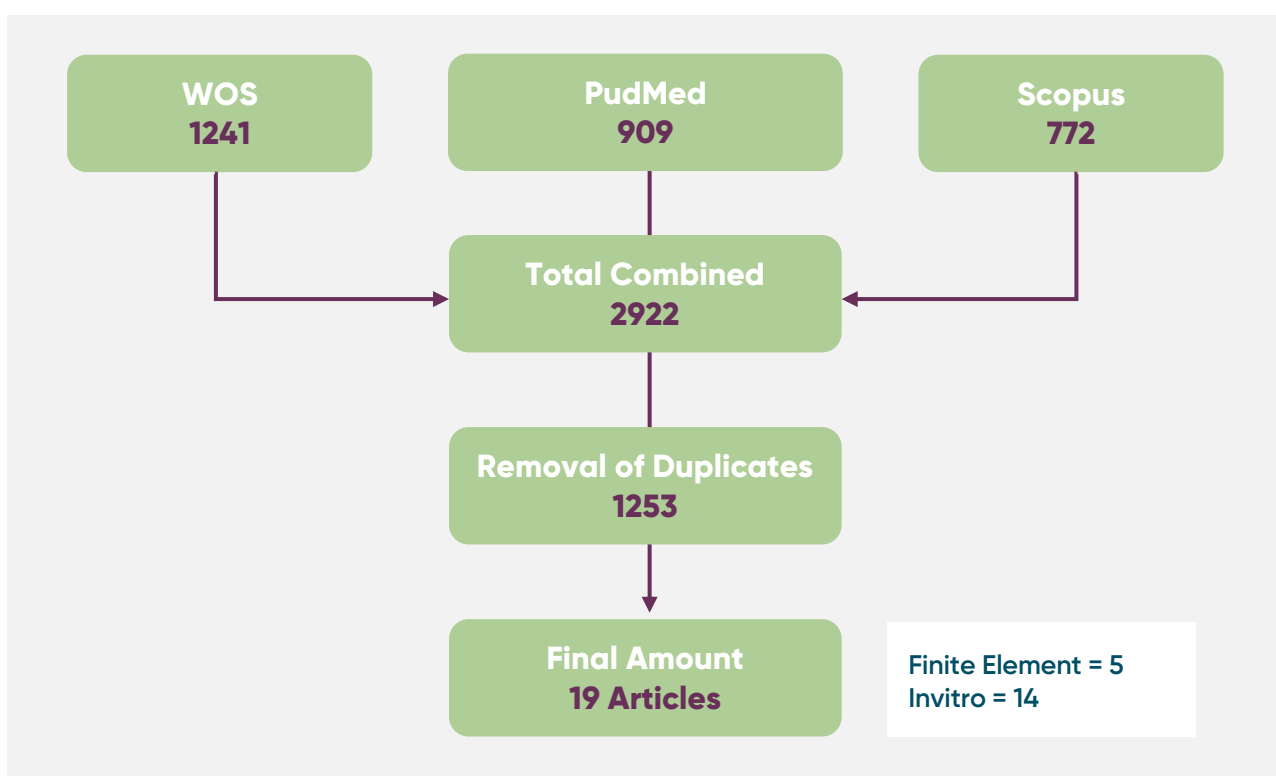 WOS
1241
PudMed
909
Scopus
772
Total Combined
2922
Removal of Duplicates
1253
Final Amount
19 Articles
Finite Element = 5
Invitro = 14